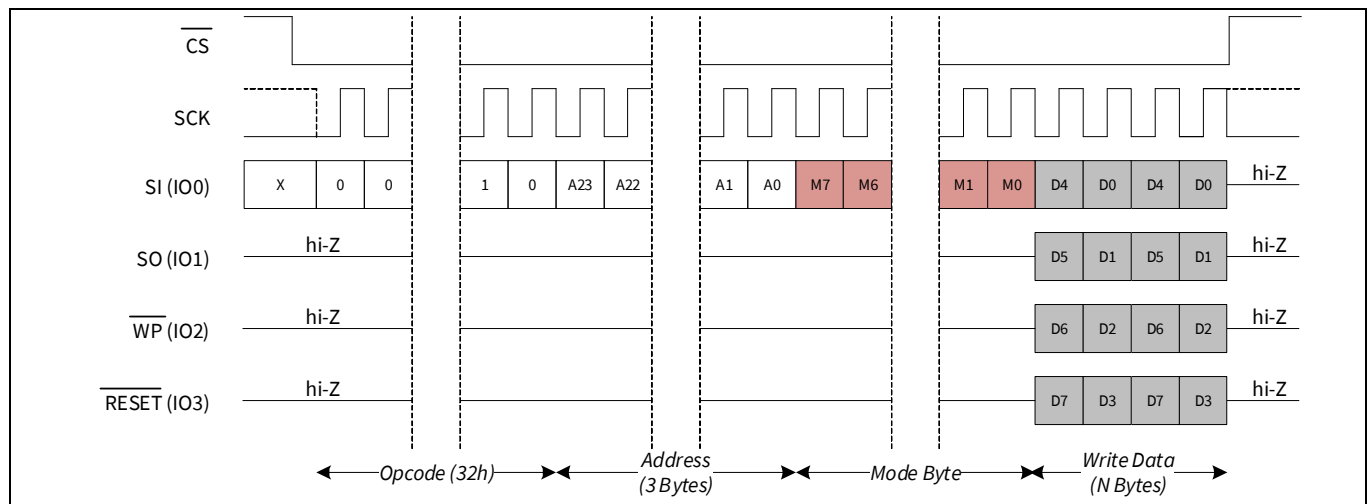 CS
SCK
SI (IO0) X 0 0 1 0 A23 A22 A1 A0 M7 M6 M1 M0 D4 D0 D4 D0 hi-Z
SO (IO1) hi-Z D5 D1 D5 D1 hi-Z
WP (IO2) hi-Z D6 D2 D6 D2 hi-Z
RESET (IO3) hi-Z D7 D3 D7 D3 hi-Z
Opcode (32h) Address (3 Bytes) Mode Byte Write Data (N Bytes)